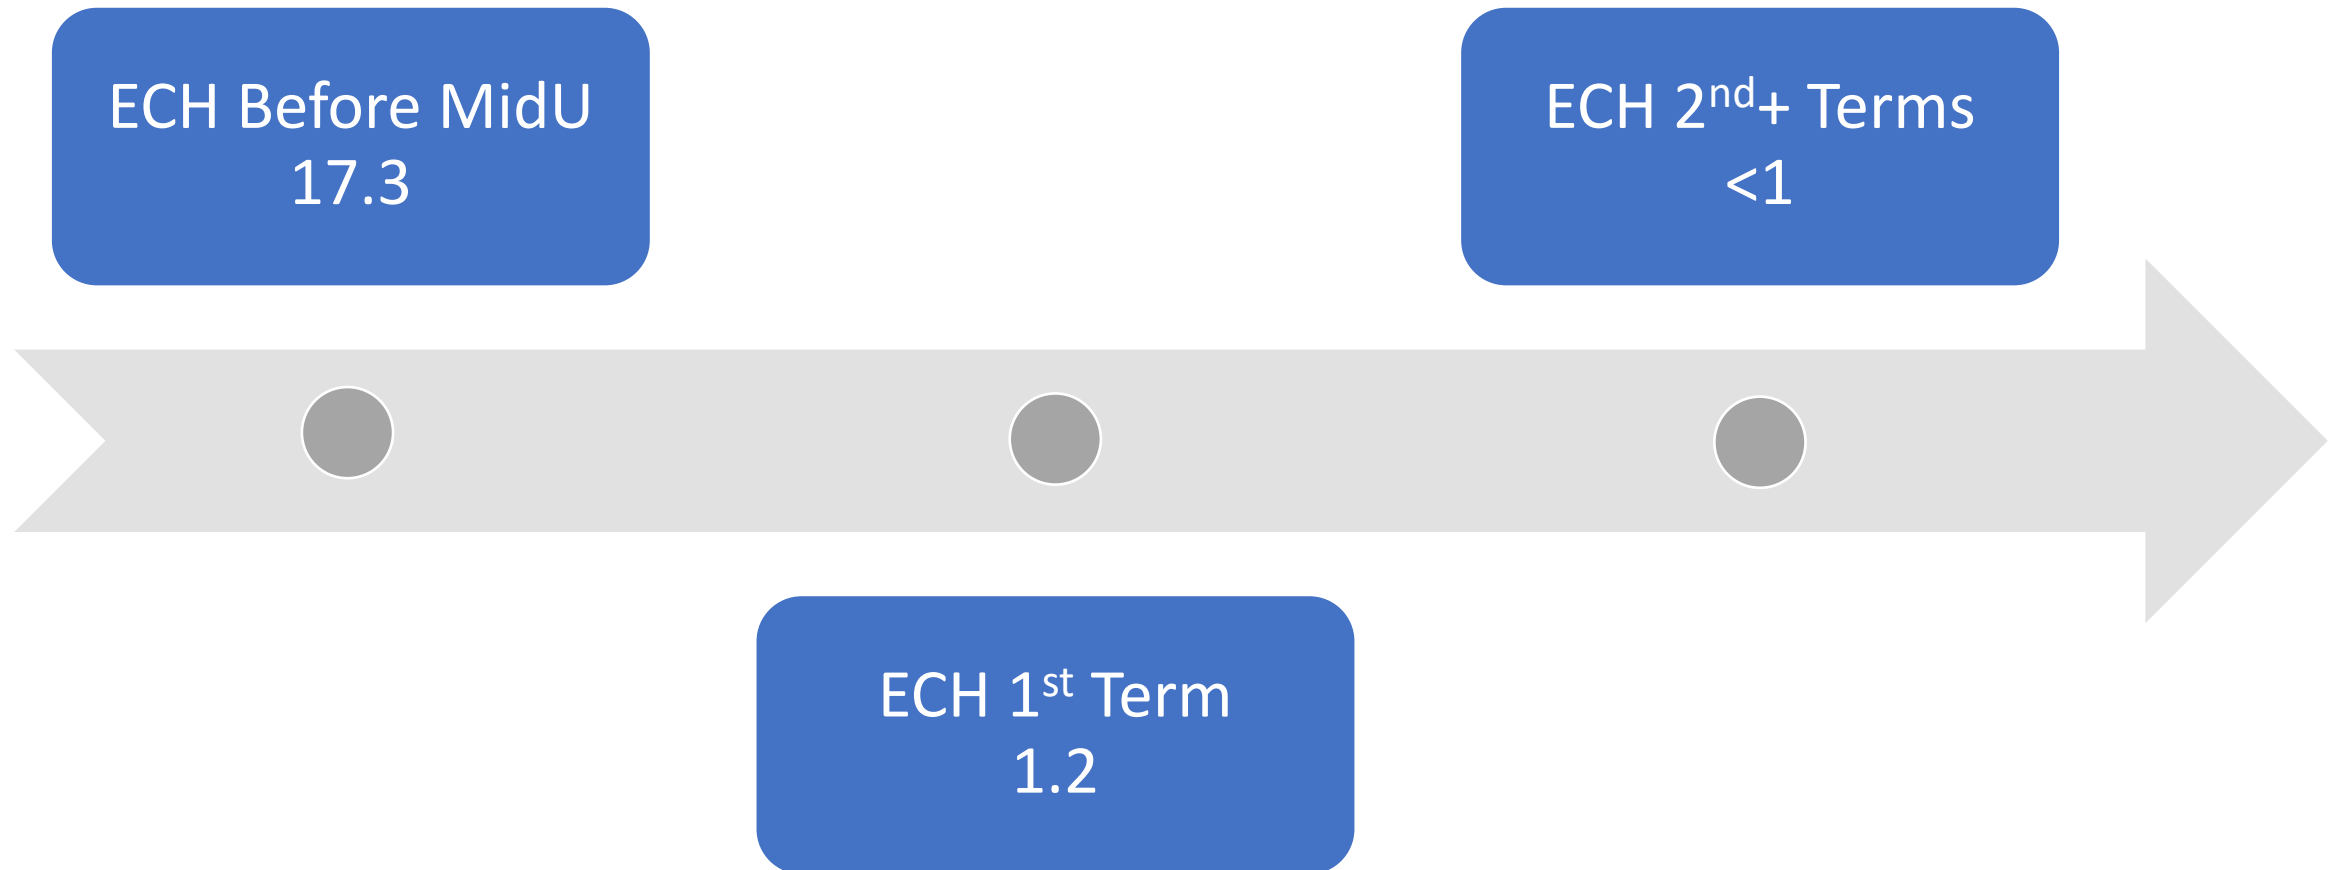 ECH Before MidU
17.3
ECH 1st Term
1.2
ECH 2nd+ Terms
<1